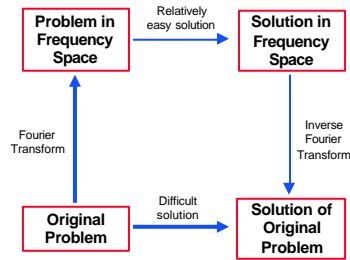 Problem in
Frequency
Space
Relatively
easy solution
Solution in
Frequency
Space
Fourier
Transform
Inverse
Fourier
Transform
Original
Problem
Difficult
solution
Solution of
Original
Problem